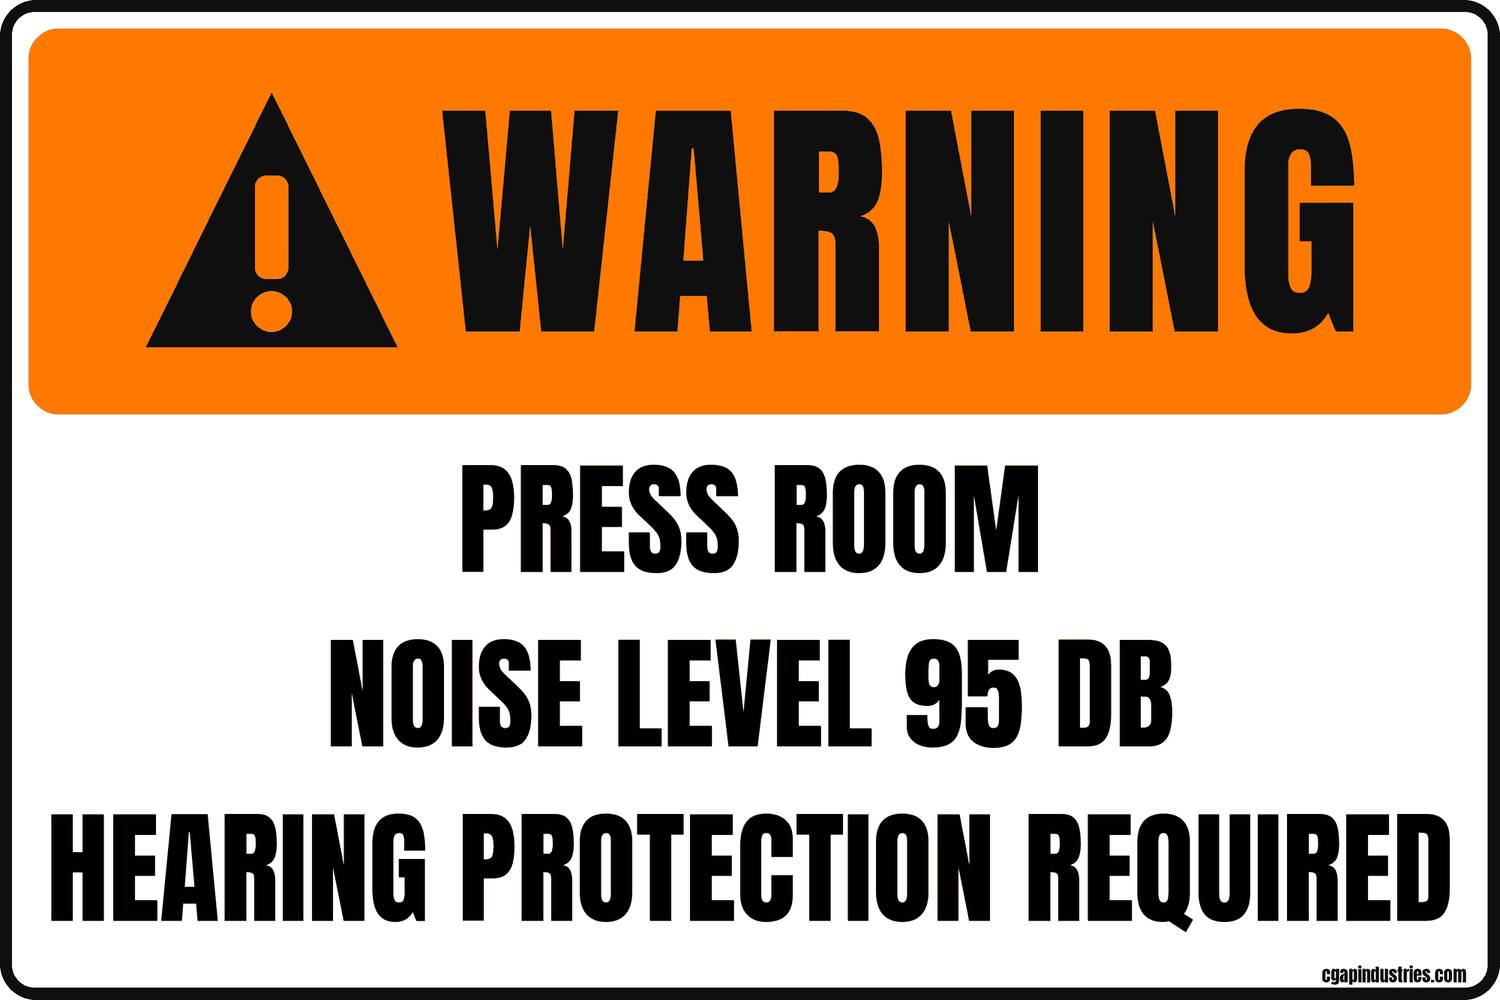 WARNING
PRESS ROOM
NOISE LEVEL 95 DB
HEARING PROTECTION REQUIRED
cgapindustries.com